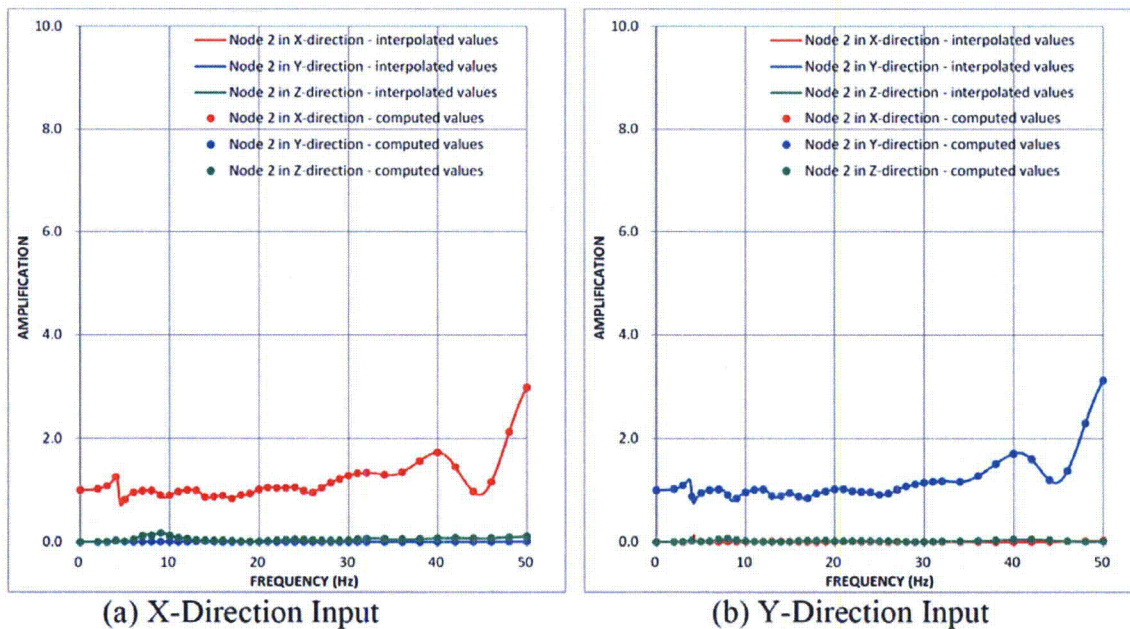 10.0
8.0
6.0
4.0
2.0
0.0
AMPLIFICATION
Node 2 in X-direction - interpolated values
Node 2 in Y-direction - interpolated values
Node 2 in Z-direction - interpolated values
Node 2 in X-direction - computed values
Node 2 in Y-direction - computed values
Node 2 in Z-direction - computed values
0 10 20 30 40 50
FREQUENCY (Hz)
(a) X-Direction Input
10.0
8.0
6.0
4.0
2.0
0.0
AMPLIFICATION
Node 2 in X-direction - interpolated values
Node 2 in Y-direction - interpolated values
Node 2 in Z-direction - interpolated values
Node 2 in X-direction - computed values
Node 2 in Y-direction - computed values
Node 2 in Z-direction - computed values
0 10 20 30 40 50
FREQUENCY (Hz)
(b) Y-Direction Input